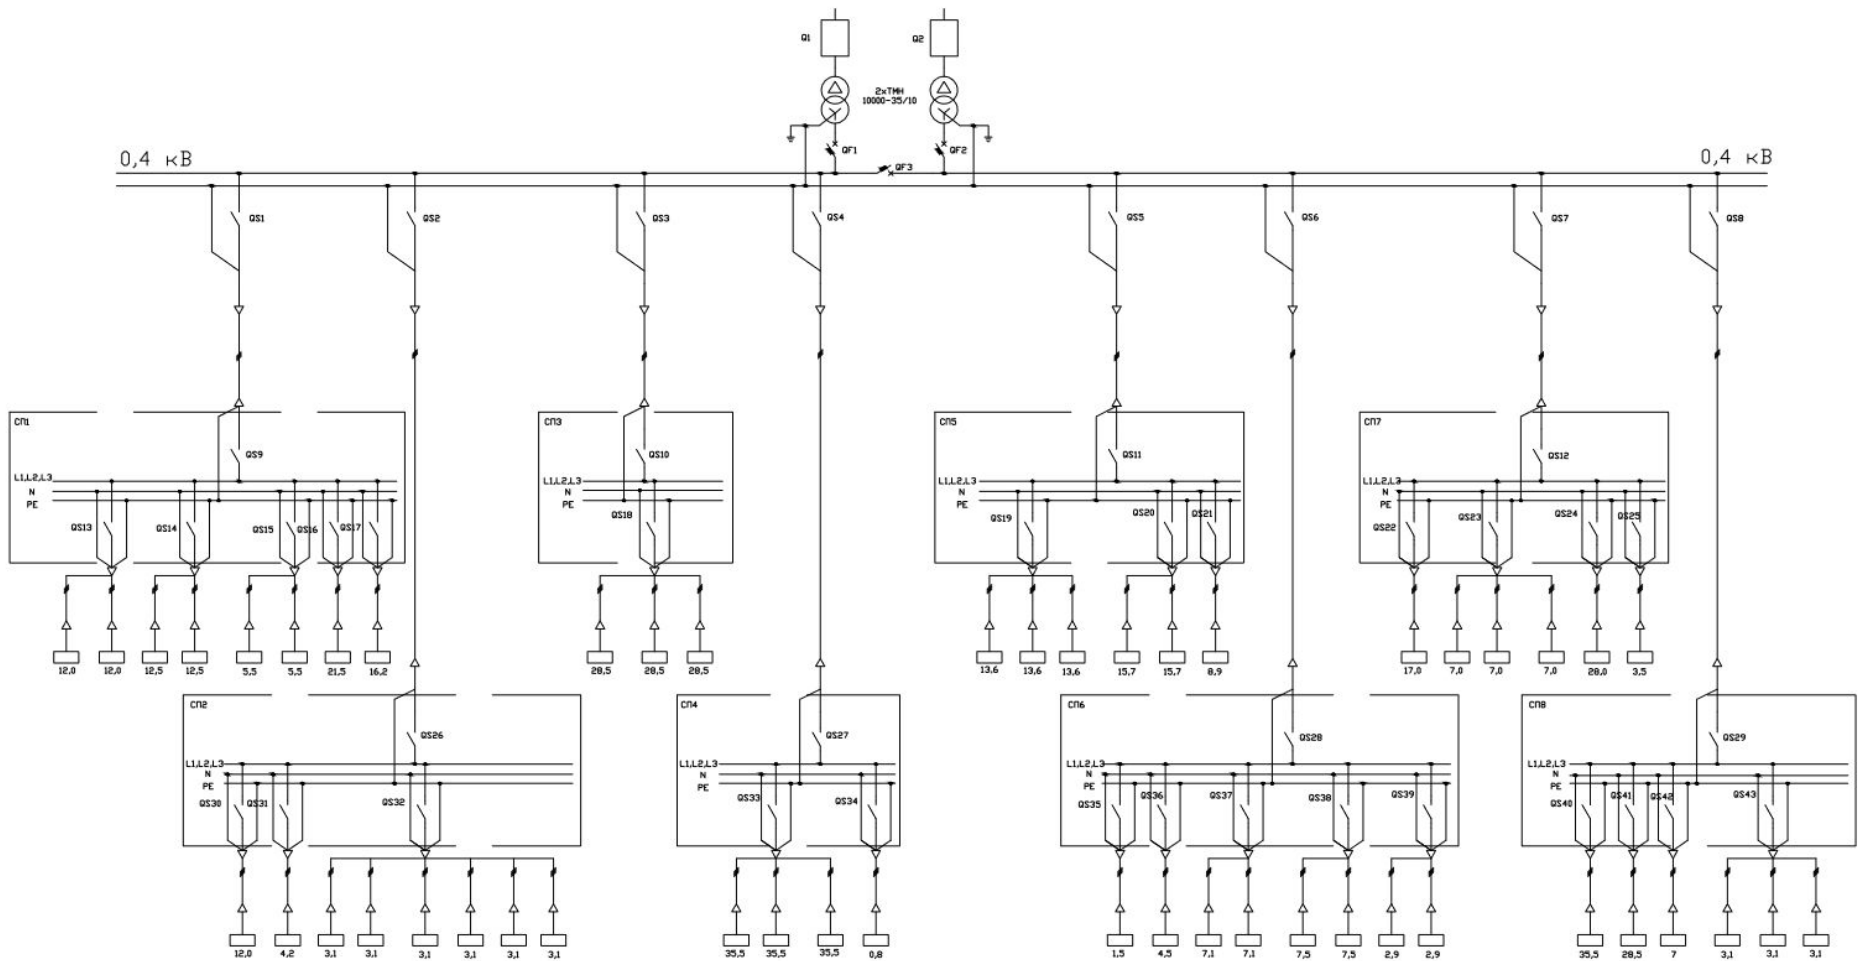 Q1
Q2
2хТМН
10000-35/10
QF1
QF2
0,4 кВ
QF3
0,4 кВ
QS1
QS2
QS3
QS4
QS5
QS6
QS7
QS8
СП1
СП3
СП5
СП7
QS9
QS10
QS11
QS12
L1,L2,L3
N
PE
L1,L2,L3
N
PE
L1,L2,L3
N
PE
L1,L2,L3
N
PE
QS13
QS14
QS15
QS16
QS17
QS18
QS19
QS20
QS21
QS22
QS23
QS24
QS25
12,0
12,0
12,5
12,5
5,5
5,5
21,5
16,2
28,5
28,5
28,5
13,6
13,6
13,6
15,7
15,7
8,9
17,0
7,0
7,0
7,0
28,0
3,5
СП2
СП4
СП6
СП8
QS26
QS27
QS28
QS29
L1,L2,L3
N
PE
L1,L2,L3
N
PE
L1,L2,L3
N
PE
L1,L2,L3
N
PE
QS30
QS31
QS32
QS33
QS34
QS35
QS36
QS37
QS38
QS39
QS40
QS41
QS42
QS43
12,0
4,2
3,1
3,1
3,1
3,1
3,1
3,1
35,5
35,5
35,5
0,8
1,5
4,5
7,1
7,1
7,5
7,5
2,9
2,9
35,5
28,5
7
3,1
3,1
3,1